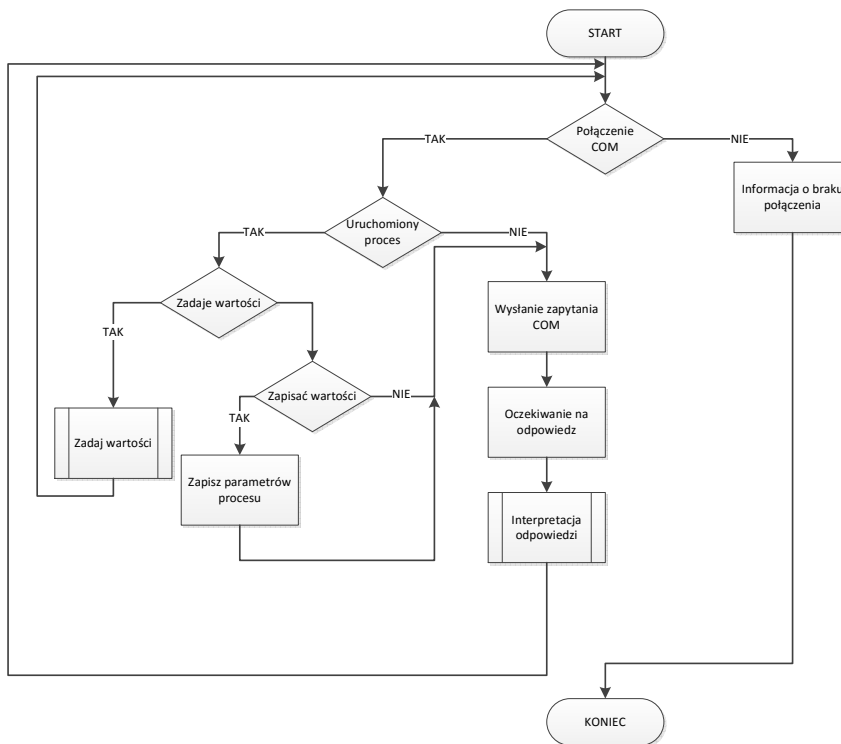 START
Połączenie
COM
TAK
NIE
Informacja o braku
połączenia
Uruchomiony
proces
TAK
NIE
Zadaje wartości
Wysłanie zapytania
COM
TAK
Zapisać wartości
NIE
TAK
Oczekiwanie na
odpowiedz
Zadaj wartości
Zapisz parametrów
procesu
Interpretacja
odpowiedzi
KONIEC